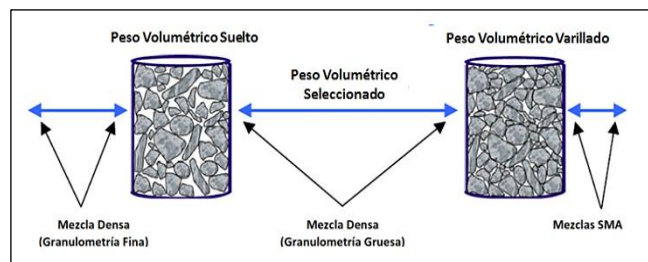 Peso Volumétrico Suelto
Peso Volumétrico Varillado
Peso Volumétrico
Seleccionado
Mezcla Densa
(Granulometría Fina)
Mezcla Densa
(Granulometría Gruesa)
Mezclas SMA